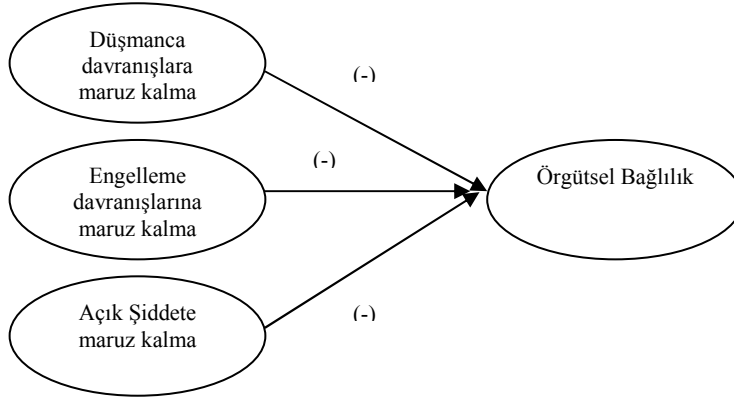 Düşmanca
davranışlara
maruz kalma
(-)
Engelleme
davranışlarına
maruz kalma
(-)
Örgütsel Bağlılık
Açık Şiddete
maruz kalma
(-)